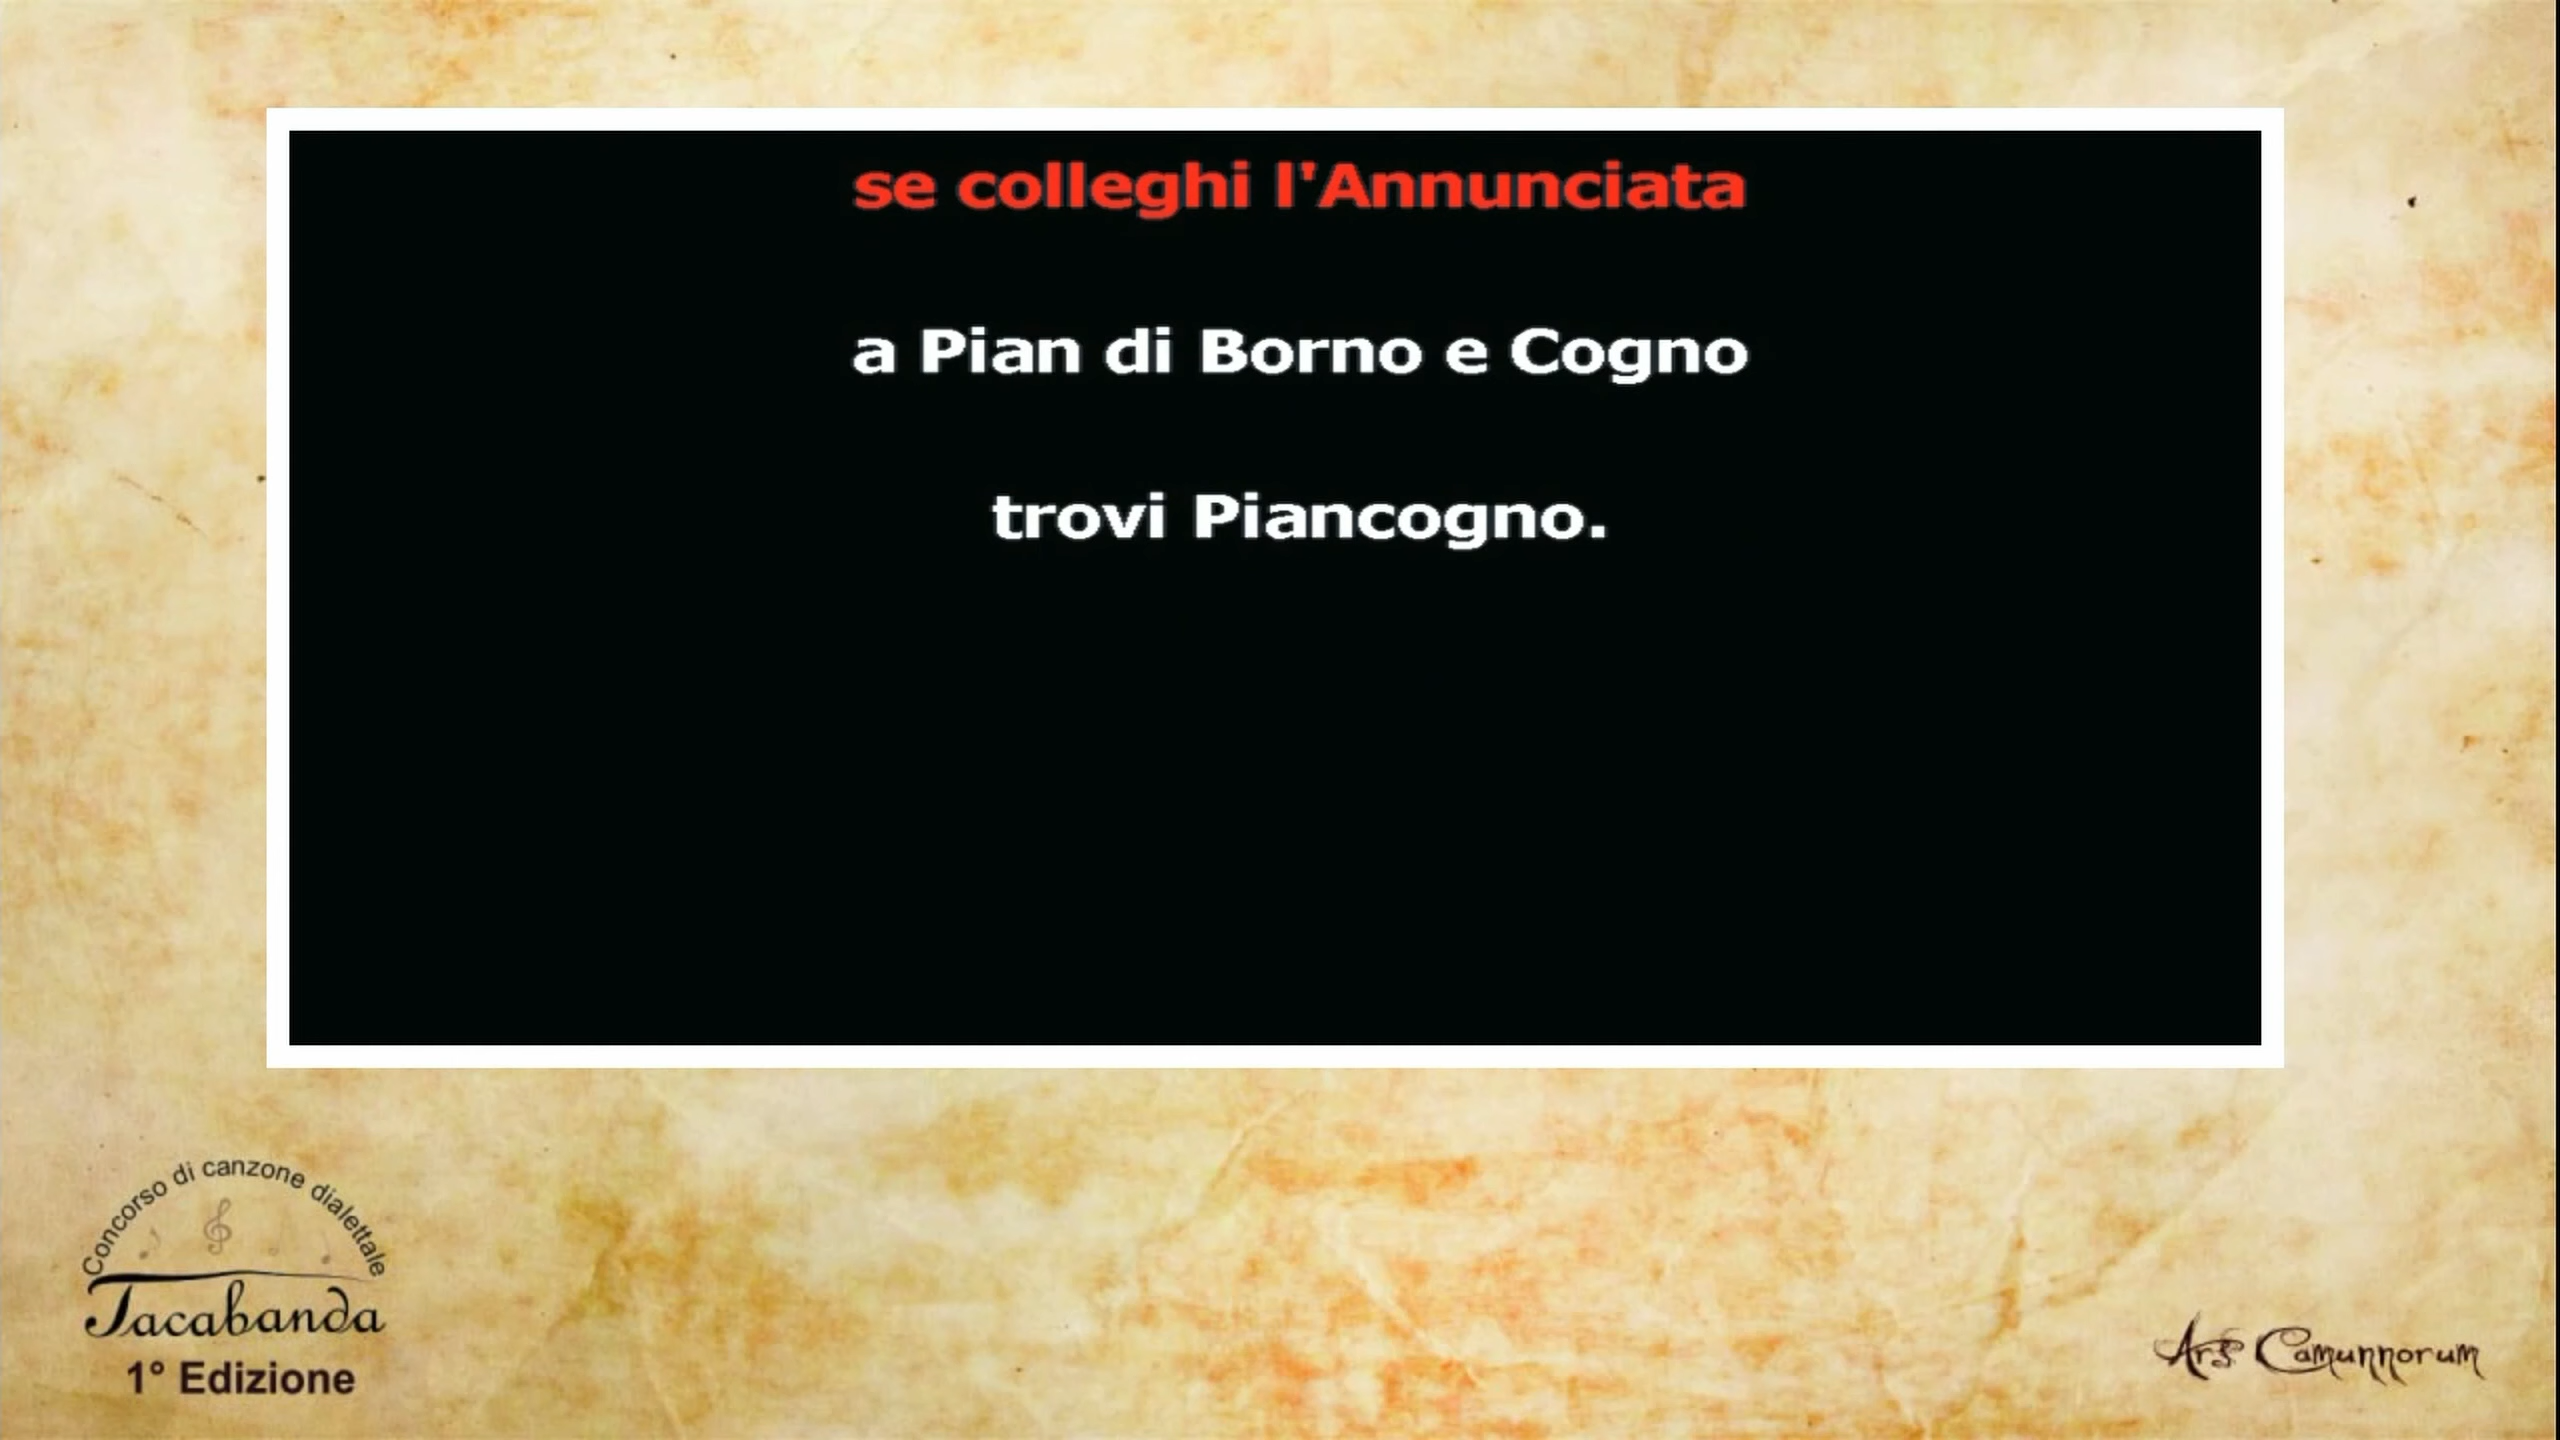 se colleghi l'Annunciata
a Pian di Borno e Cogno
trovi Piancogno.
Concorso di canzone dialettale
Tacabanda
1° Edizione
Ars Camunnorum